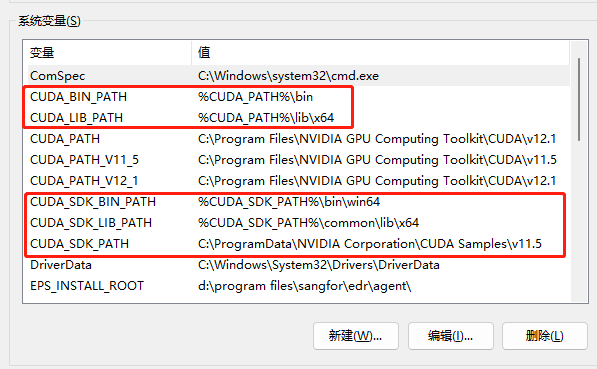 系统变量(S)
变量 值
ComSpec C:\Windows\system32\cmd.exe
CUDA_BIN_PATH %CUDA_PATH%\bin
CUDA_LIB_PATH %CUDA_PATH%\lib\x64
CUDA_PATH C:\Program Files\NVIDIA GPU Computing Toolkit\CUDA\v12.1
CUDA_PATH_V11_5 C:\Program Files\NVIDIA GPU Computing Toolkit\CUDA\v11.5
CUDA_PATH_V12_1 C:\Program Files\NVIDIA GPU Computing Toolkit\CUDA\v12.1
CUDA_SDK_BIN_PATH %CUDA_SDK_PATH%\bin\win64
CUDA_SDK_LIB_PATH %CUDA_SDK_PATH%\common\lib\x64
CUDA_SDK_PATH C:\ProgramData\NVIDIA Corporation\CUDA Samples\v11.5
DriverData C:\Windows\System32\Drivers\DriverData
EPS_INSTALL_ROOT d:\program files\sangfor\edr\agent\
新建(W)... 编辑(I)... 删除(L)